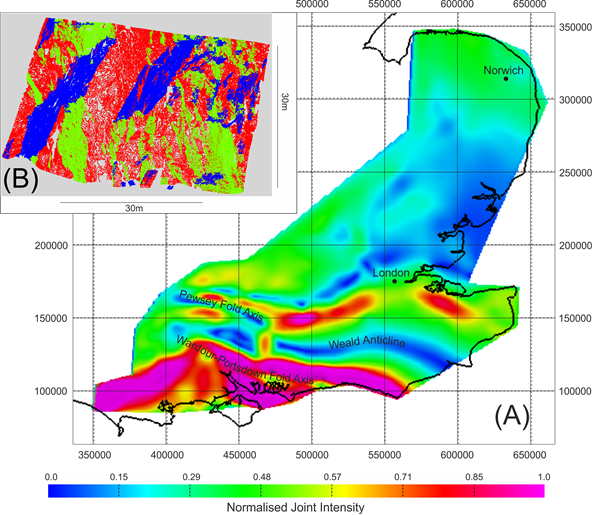 500000 550000 600000 650000
350000
Norwich
300000
30m
(B)
30m
250000
200000
200000
London
Pewsey Fold Axis
150000
150000
Weald Anticline
Wardour-Portsdown Fold Axis
100000
100000
(A)
350000 400000 450000 500000 550000 600000 650000
0.0 0.15 0.29 0.48 0.57 0.71 0.85 1.0
Normalised Joint Intensity